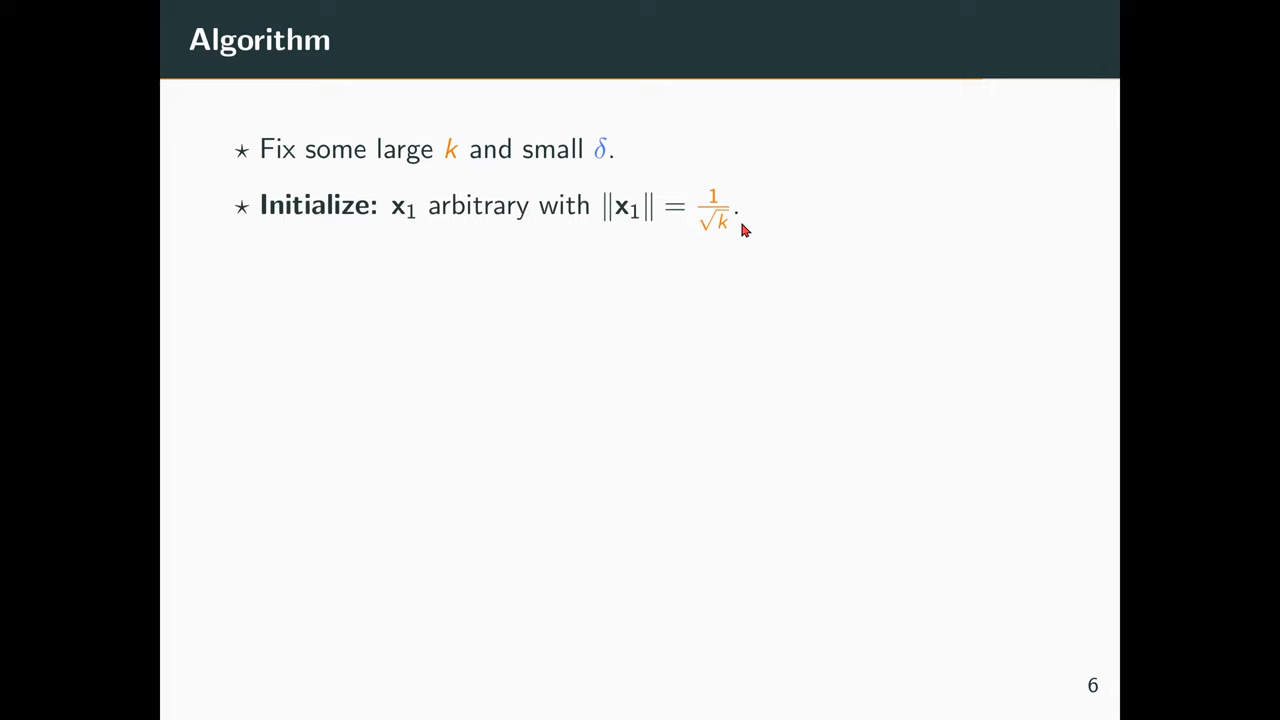 Algorithm
⋆ Fix some large k and small δ.
⋆ Initialize: x₁ arbitrary with ‖x₁‖ = 1/√k.
6